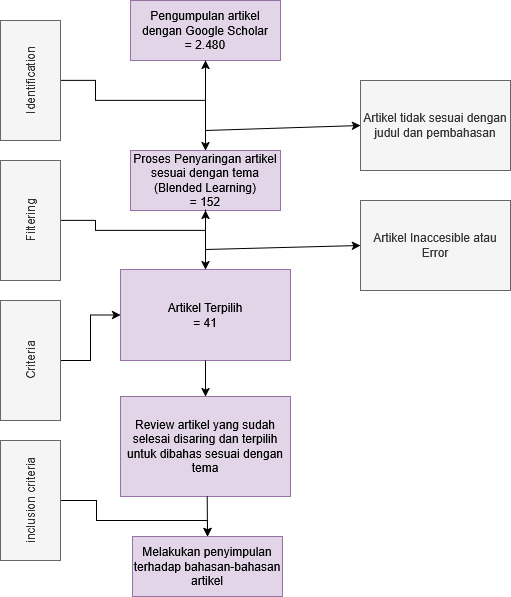 Pengumpulan artikel
dengan Google Scholar
= 2.480
Identification
Artikel tidak sesuai dengan
judul dan pembahasan
Proses Penyaringan artikel
sesuai dengan tema
(Blended Learning)
= 152
Filtering
Artikel Inaccesible atau
Error
Artikel Terpilih
= 41
Criteria
Review artikel yang sudah
selesai disaring dan terpilih
untuk dibahas sesuai dengan
tema
inclusion criteria
Melakukan penyimpulan
terhadap bahasan-bahasan
artikel